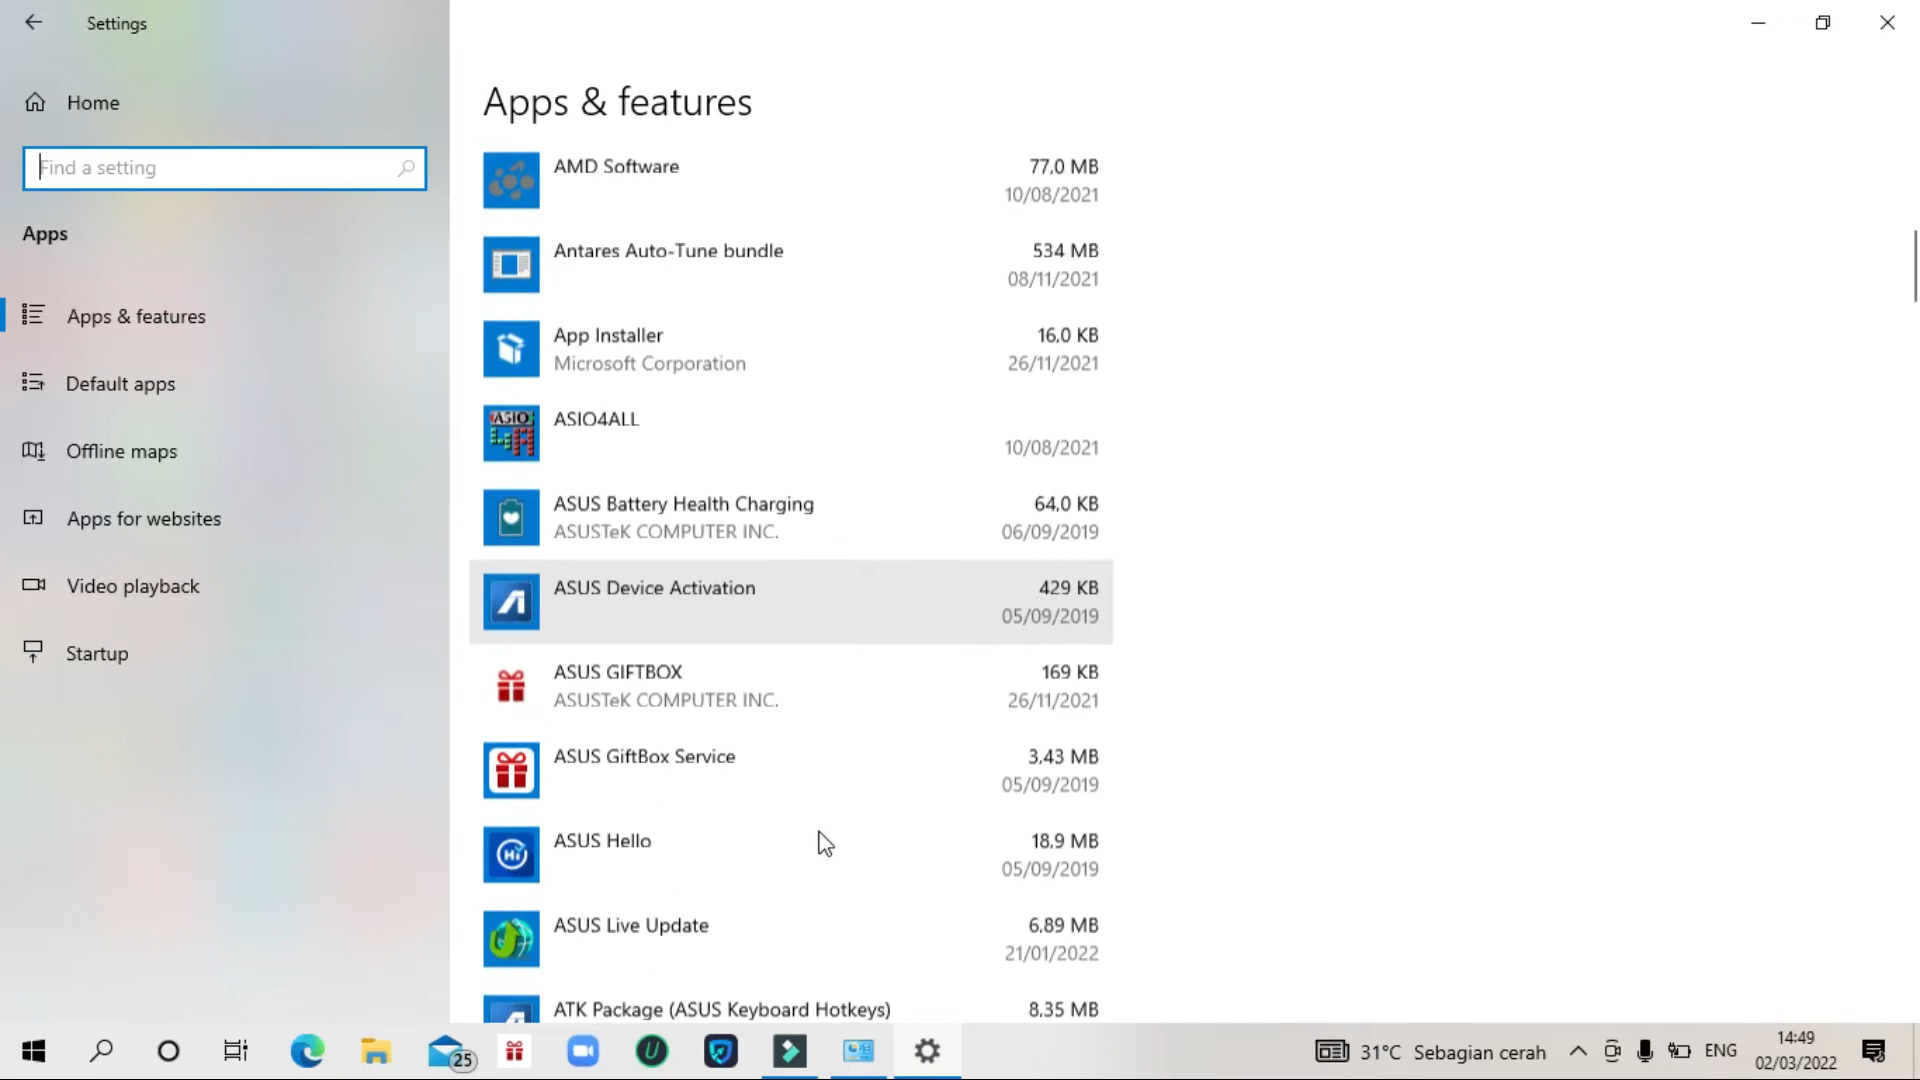 Settings
Home
Find a setting
Apps
Apps & features
Default apps
Offline maps
Apps for websites
Video playback
Startup
Apps & features
AMD Software 77,0 MB
10/08/2021
Antares Auto-Tune bundle 534 MB
08/11/2021
App Installer 16,0 KB
Microsoft Corporation 26/11/2021
ASIO4ALL
10/08/2021
ASUS Battery Health Charging 64,0 KB
ASUSTeK COMPUTER INC. 06/09/2019
ASUS Device Activation 429 KB
05/09/2019
ASUS GIFTBOX 169 KB
ASUSTeK COMPUTER INC. 26/11/2021
ASUS GiftBox Service 3,43 MB
05/09/2019
ASUS Hello 18,9 MB
05/09/2019
ASUS Live Update 6,89 MB
21/01/2022
ATK Package (ASUS Keyboard Hotkeys) 8,35 MB
25
31°C Sebagian cerah
ENG
14:49
02/03/2022